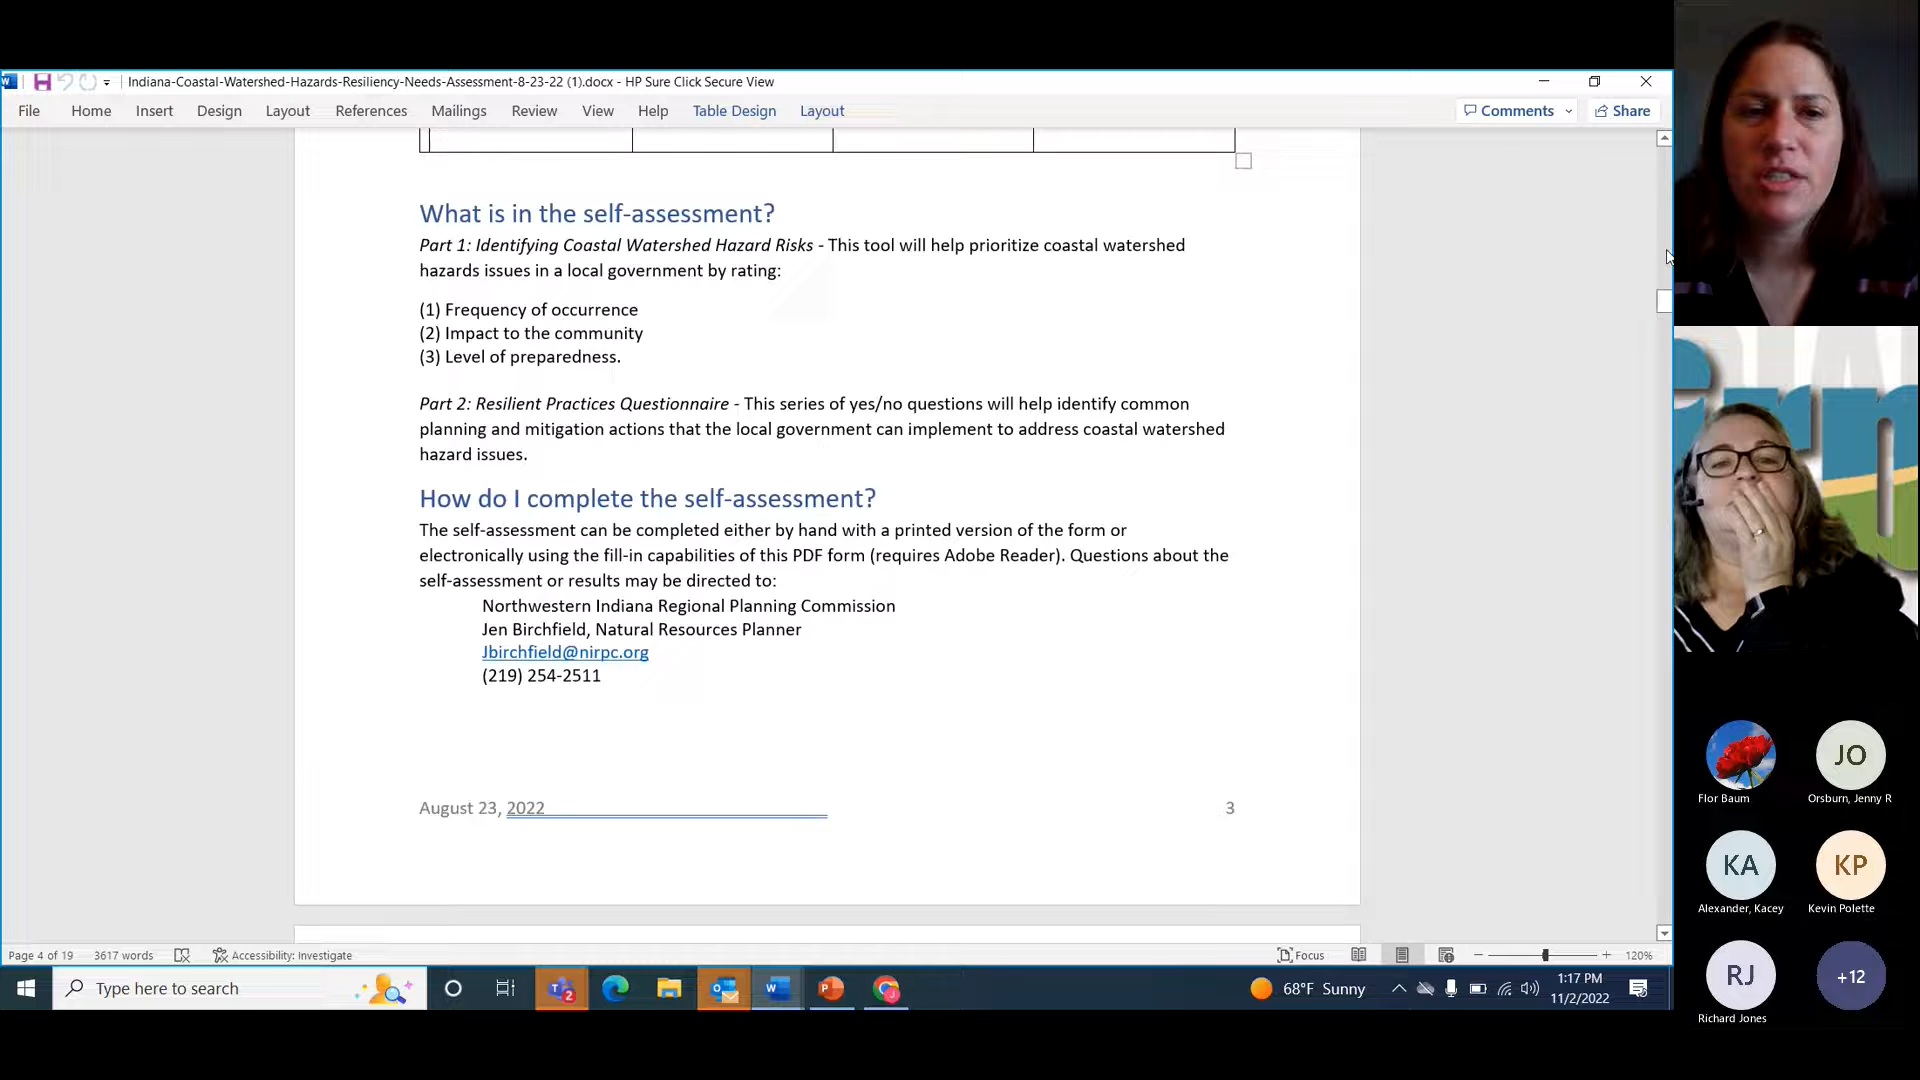 Indiana-Coastal-Watershed-Hazards-Resiliency-Needs-Assessment-8-23-22 (1).docx - HP Sure Click Secure View
File Home Insert Design Layout References Mailings Review View Help Table Design Layout Comments Share
What is in the self-assessment?
Part 1: Identifying Coastal Watershed Hazard Risks - This tool will help prioritize coastal watershed
hazards issues in a local government by rating:
(1) Frequency of occurrence
(2) Impact to the community
(3) Level of preparedness.
Part 2: Resilient Practices Questionnaire - This series of yes/no questions will help identify common
planning and mitigation actions that the local government can implement to address coastal watershed
hazard issues.
How do I complete the self-assessment?
The self-assessment can be completed either by hand with a printed version of the form or
electronically using the fill-in capabilities of this PDF form (requires Adobe Reader). Questions about the
self-assessment or results may be directed to:
Northwestern Indiana Regional Planning Commission
Jen Birchfield, Natural Resources Planner
Jbirchfield@nirpc.org
(219) 254-2511
August 23, 2022 3
Page 4 of 19 3617 words Accessibility: Investigate Focus 120%
Type here to search
2
68°F Sunny
1:17 PM
11/2/2022
JO
Flor Baum Orsburn, Jenny R
KA KP
Alexander, Kacey Kevin Polette
RJ +12
Richard Jones